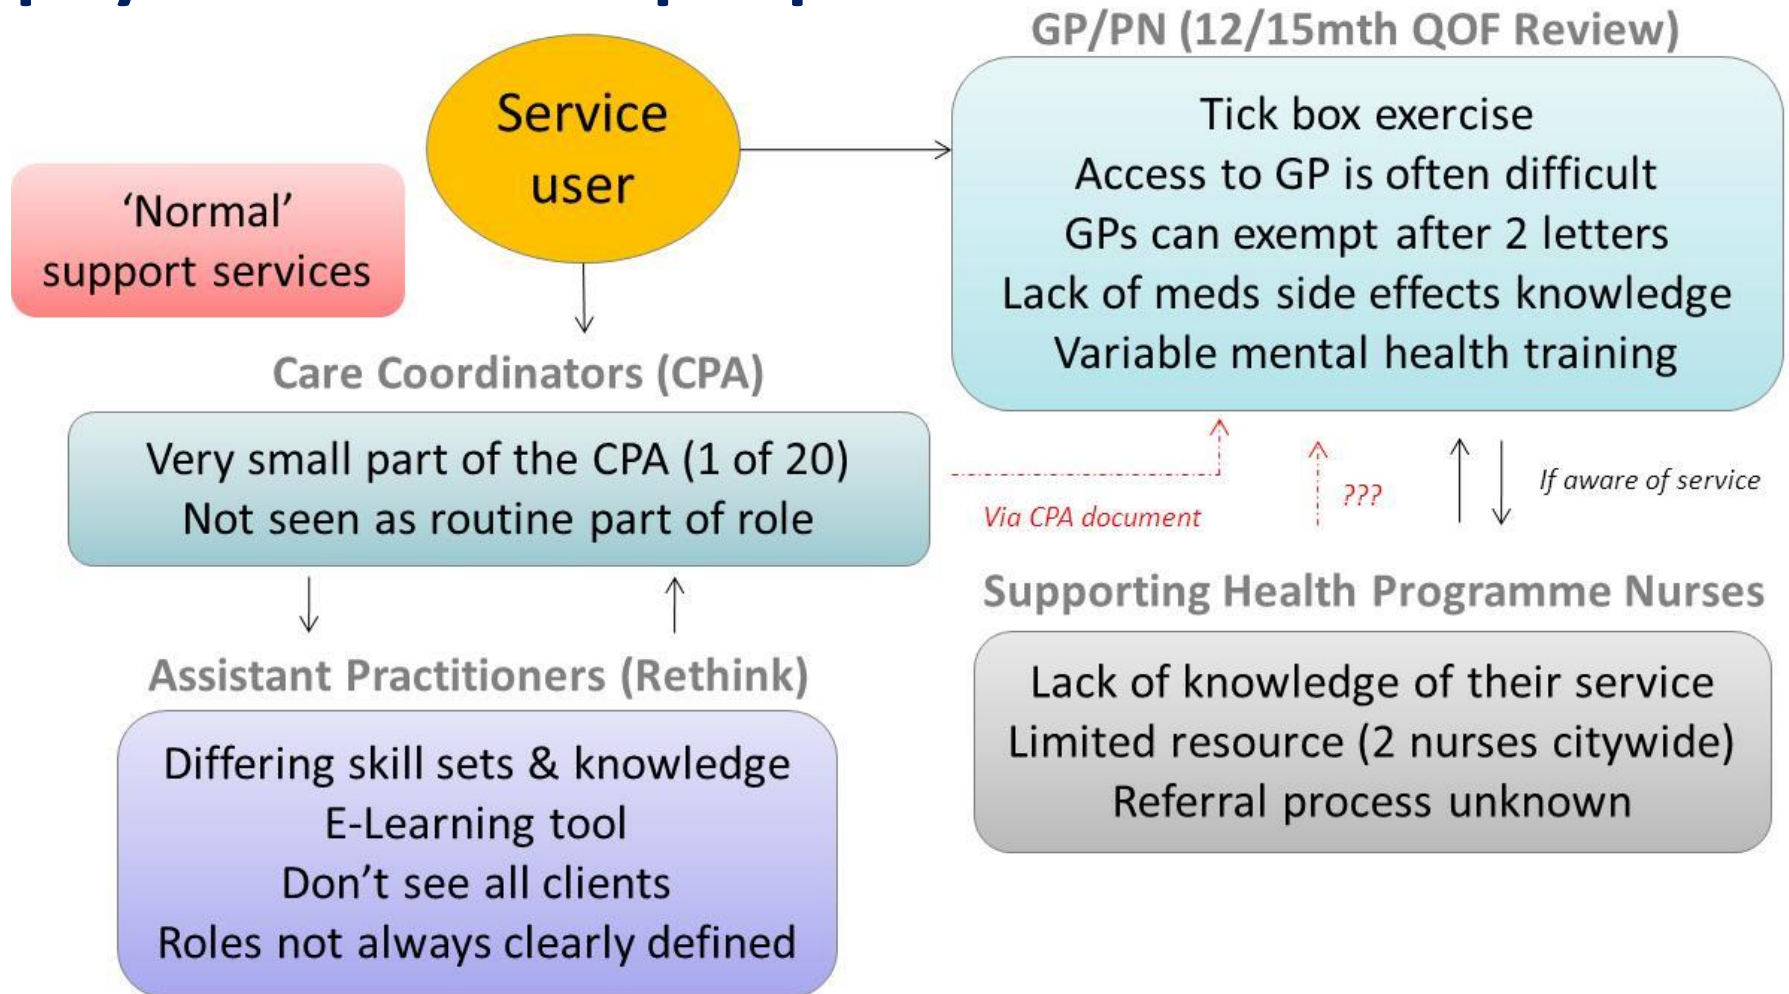 GP/PN (12/15mth QOF Review)
Service
user
Tick box exercise
Access to GP is often difficult
GPs can exempt after 2 letters
Lack of meds side effects knowledge
Variable mental health training
‘Normal’
support services
Care Coordinators (CPA)
Very small part of the CPA (1 of 20)
Not seen as routine part of role
Via CPA document
???
If aware of service
Supporting Health Programme Nurses
Lack of knowledge of their service
Limited resource (2 nurses citywide)
Referral process unknown
Assistant Practitioners (Rethink)
Differing skill sets & knowledge
E-Learning tool
Don’t see all clients
Roles not always clearly defined